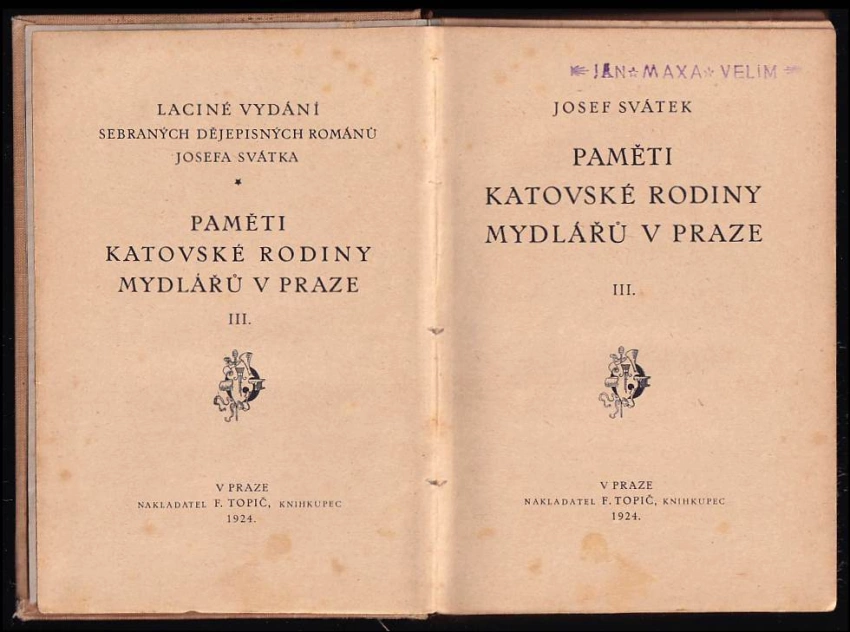 LACINÉ VYDÁNÍ
SEBRANÝCH DĚJEPISNÝCH ROMÁNŮ
JOSEFA SVÁTKA
PAMĚTI
KATOVSKÉ RODINY
MYDLÁŘŮ V PRAZE
III.
V PRAZE
NAKLADATEL F. TOPIČ, KNIHKUPEC
1924.
JAN☆MAXA☆VELIM
JOSEF SVÁTEK
PAMĚTI
KATOVSKÉ RODINY
MYDLÁŘŮ V PRAZE
III.
V PRAZE
NAKLADATEL F. TOPIČ, KNIHKUPEC
1924.